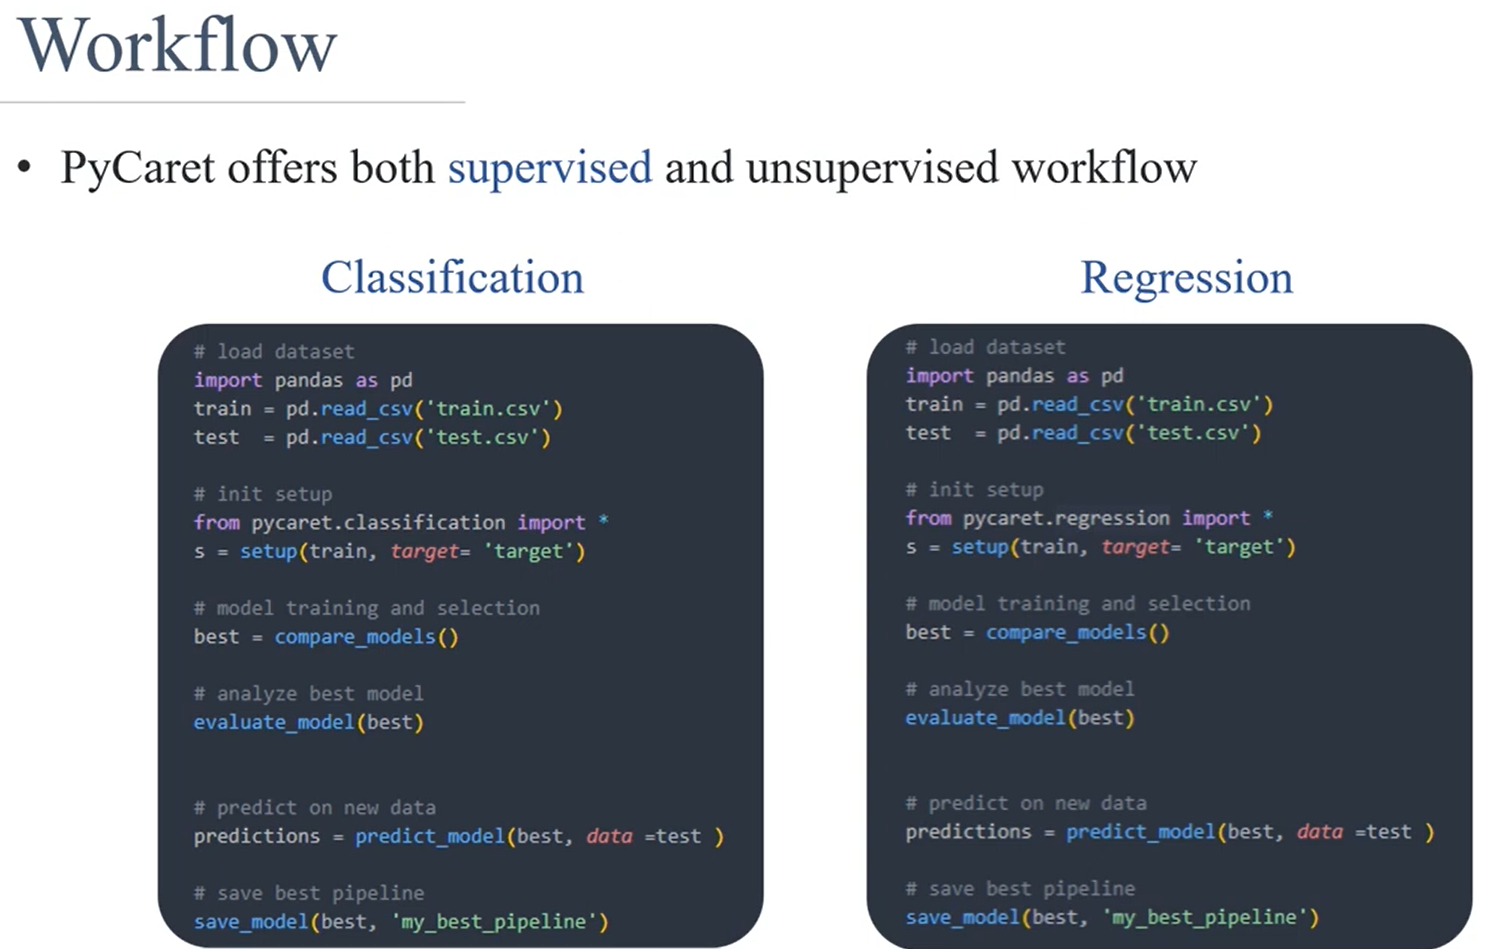 Workflow
• PyCaret offers both supervised and unsupervised workflow
Classification
# load dataset
import pandas as pd
train = pd.read_csv('train.csv')
test  = pd.read_csv('test.csv')
# init setup
from pycaret.classification import *
s = setup(train, target= 'target')
# model training and selection
best = compare_models()
# analyze best model
evaluate_model(best)
# predict on new data
predictions = predict_model(best, data =test )
# save best pipeline
save_model(best, 'my_best_pipeline')
Regression
# load dataset
import pandas as pd
train = pd.read_csv('train.csv')
test  = pd.read_csv('test.csv')
# init setup
from pycaret.regression import *
s = setup(train, target= 'target')
# model training and selection
best = compare_models()
# analyze best model
evaluate_model(best)
# predict on new data
predictions = predict_model(best, data =test )
# save best pipeline
save_model(best, 'my_best_pipeline')